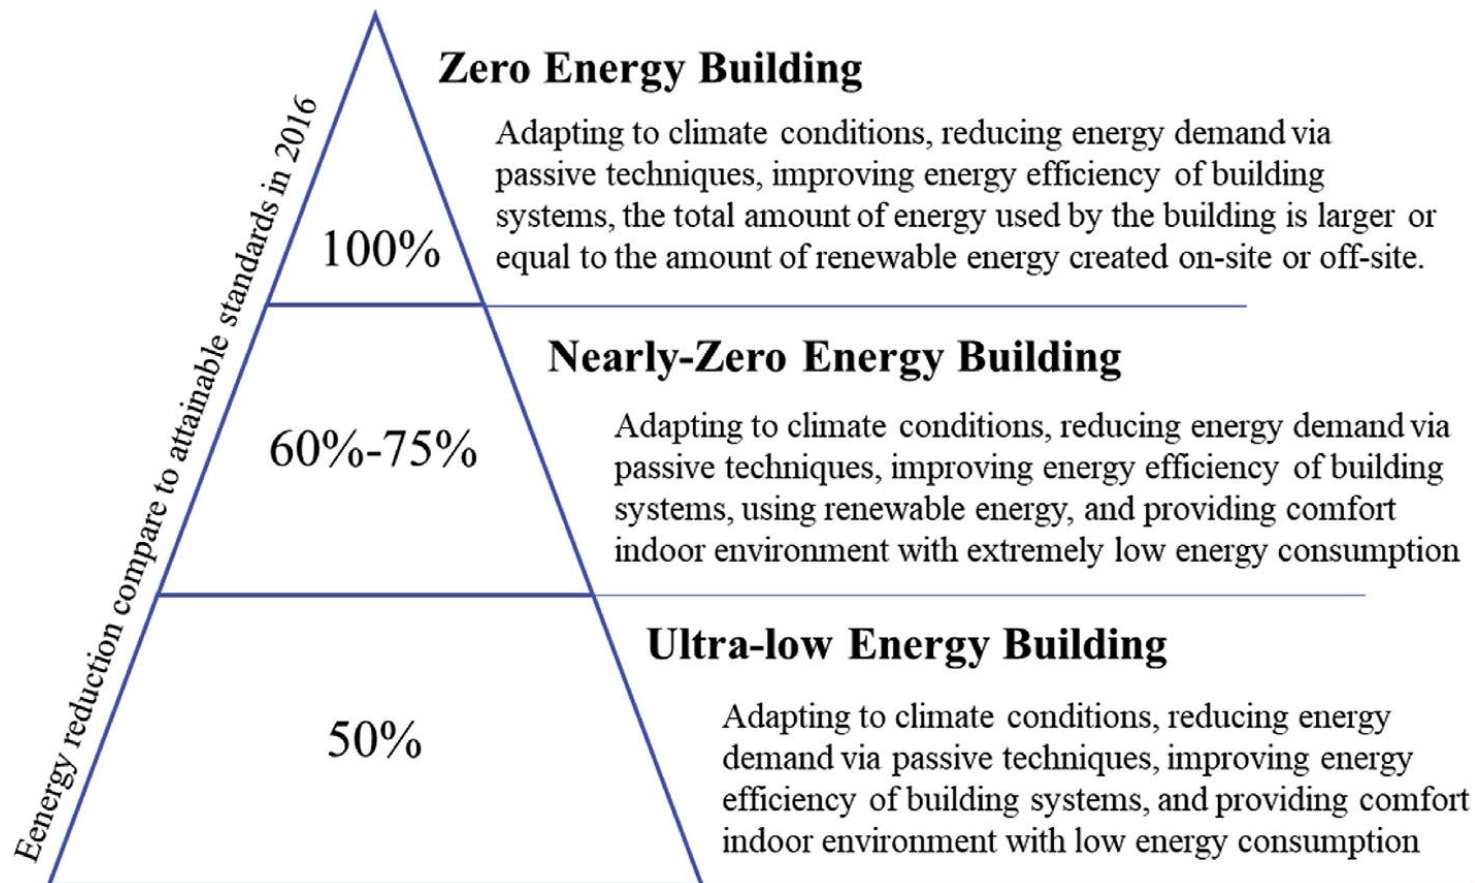 Zero Energy Building
Adapting to climate conditions, reducing energy demand via
passive techniques, improving energy efficiency of building
systems, the total amount of energy used by the building is larger or
equal to the amount of renewable energy created on-site or off-site.
100%
Nearly-Zero Energy Building
Adapting to climate conditions, reducing energy demand via
passive techniques, improving energy efficiency of building
systems, using renewable energy, and providing comfort
indoor environment with extremely low energy consumption
60%-75%
Ultra-low Energy Building
Adapting to climate conditions, reducing energy
demand via passive techniques, improving energy
efficiency of building systems, and providing comfort
indoor environment with low energy consumption
50%
Eenergy reduction compare to attainable standards in 2016